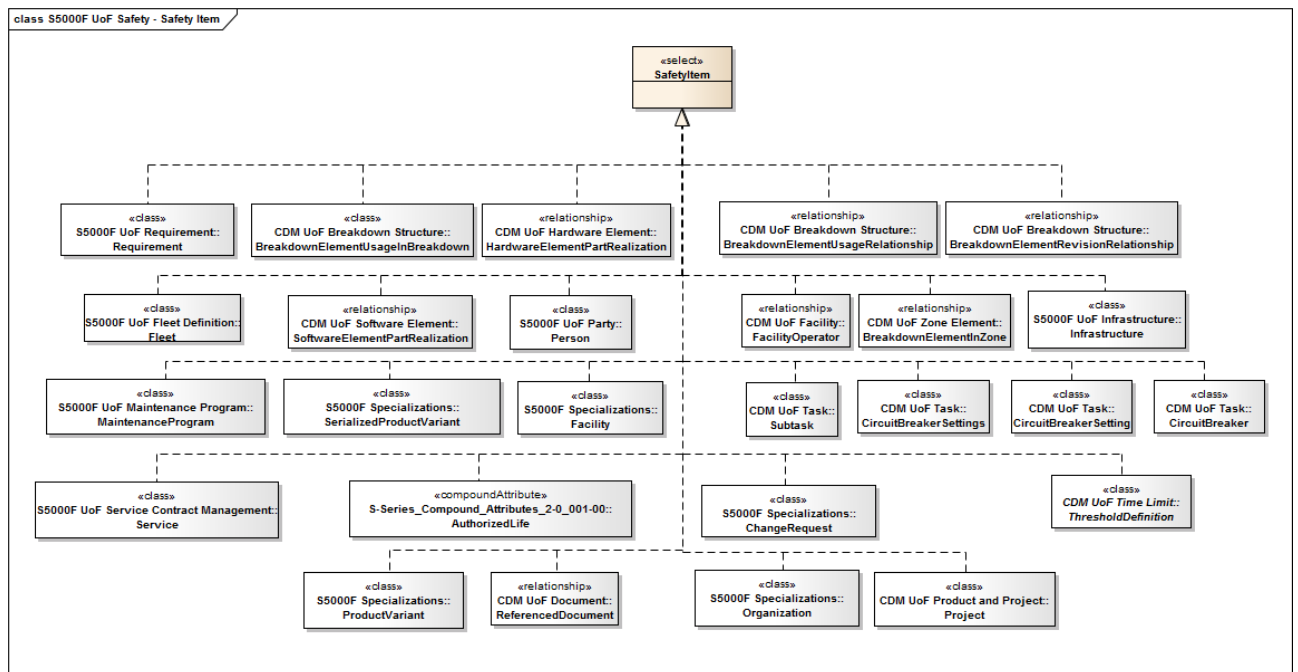 class S5000F UoF Safety - Safety Item
«select»
SafetyItem
«class»
S5000F UoF Requirement::
Requirement
«class»
CDM UoF Breakdown Structure::
BreakdownElementUsageInBreakdown
«relationship»
CDM UoF Hardware Element::
HardwareElementPartRealization
«relationship»
CDM UoF Breakdown Structure::
BreakdownElementUsageRelationship
«relationship»
CDM UoF Breakdown Structure::
BreakdownElementRevisionRelationship
«class»
S5000F UoF Fleet Definition::
Fleet
«relationship»
CDM UoF Software Element::
SoftwareElementPartRealization
«class»
S5000F UoF Party::
Person
«relationship»
CDM UoF Facility::
FacilityOperator
«relationship»
CDM UoF Zone Element::
BreakdownElementInZone
«class»
S5000F UoF Infrastructure::
Infrastructure
«class»
S5000F UoF Maintenance Program::
MaintenanceProgram
«class»
S5000F Specializations::
SerializedProductVariant
«class»
S5000F Specializations::
Facility
«class»
CDM UoF Task::
Subtask
«class»
CDM UoF Task::
CircuitBreakerSettings
«class»
CDM UoF Task::
CircuitBreakerSetting
«class»
CDM UoF Task::
CircuitBreaker
«class»
S5000F UoF Service Contract Management::
Service
«compoundAttribute»
S-Series_Compound_Attributes_2-0_001-00::
AuthorizedLife
«class»
S5000F Specializations::
ChangeRequest
«class»
CDM UoF Time Limit::
ThresholdDefinition
«class»
S5000F Specializations::
ProductVariant
«relationship»
CDM UoF Document::
ReferencedDocument
«class»
S5000F Specializations::
Organization
«class»
CDM UoF Product and Project::
Project